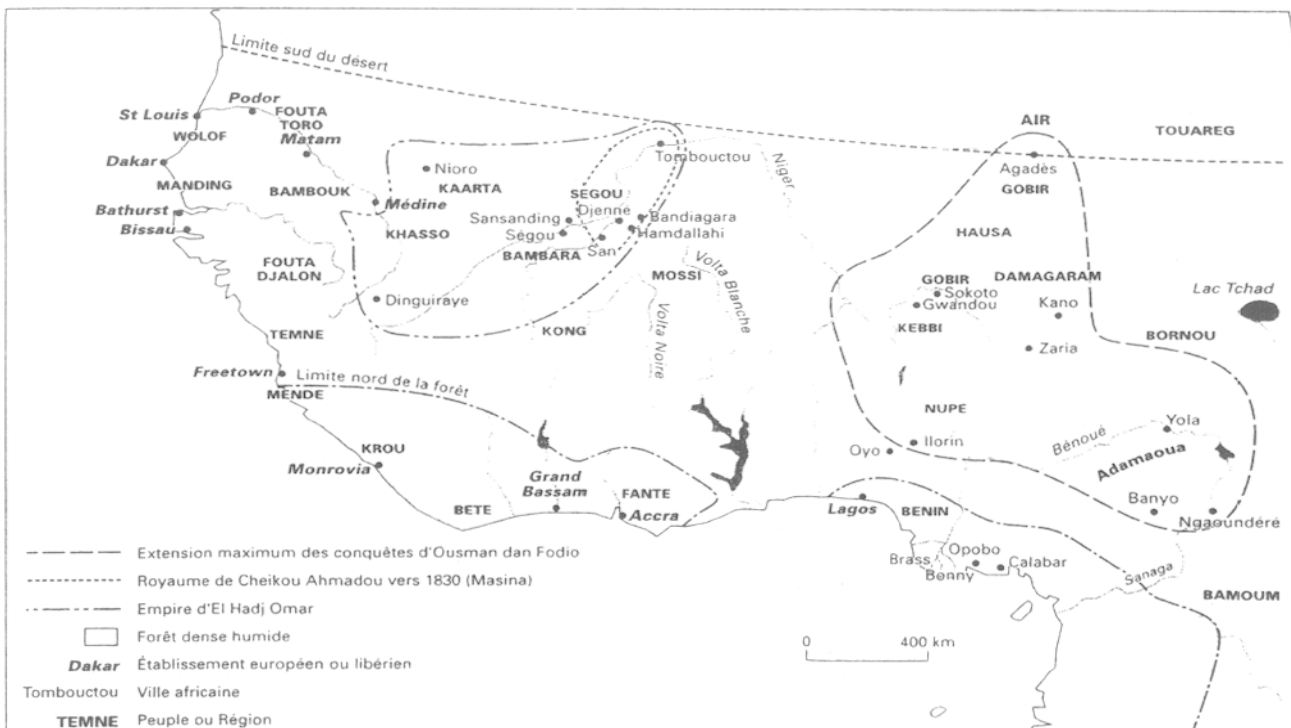 Limite sud du désert
Podor
FOUTA
TORO
St Louis
WOLOF
Matam
AIR
TOUAREG
Dakar
Tombouctou
Niger
Agadès
Nioro
MANDING
BAMBOUK
KAARTA
GOBIR
Médine
SEGOU
Bathurst
Sansanding
Djenne
Bandiagara
Bissau
KHASSO
Ségou
Hamdallahi
HAUSA
BAMBARA
San
FOUTA
DJALON
MOSSI
Volta Blanche
GOBIR
DAMAGARAM
Lac Tchad
Sokoto
Dinguiraye
Gwandou
Kano
TEMNE
KONG
Volta Noire
KEBBI
BORNOU
Zaria
Freetown
Limite nord de la forêt
MENDE
NUPE
Yola
KROU
Oyo
Ilorin
Bénoué
Adamaoua
Monrovia
Grand
Bassam
FANTE
BETE
Accra
Lagos
BENIN
Banyo
Ngaoundéré
Brass
Opobo
Bonny
Calabar
Sanaga
BAMOUM
Extension maximum des conquêtes d'Ousman dan Fodio
Royaume de Cheikou Ahmadou vers 1830 (Masina)
Empire d'El Hadj Omar
Forêt dense humide
0 400 km
Dakar Établissement européen ou libérien
Tombouctou Ville africaine
TEMNE Peuple ou Région